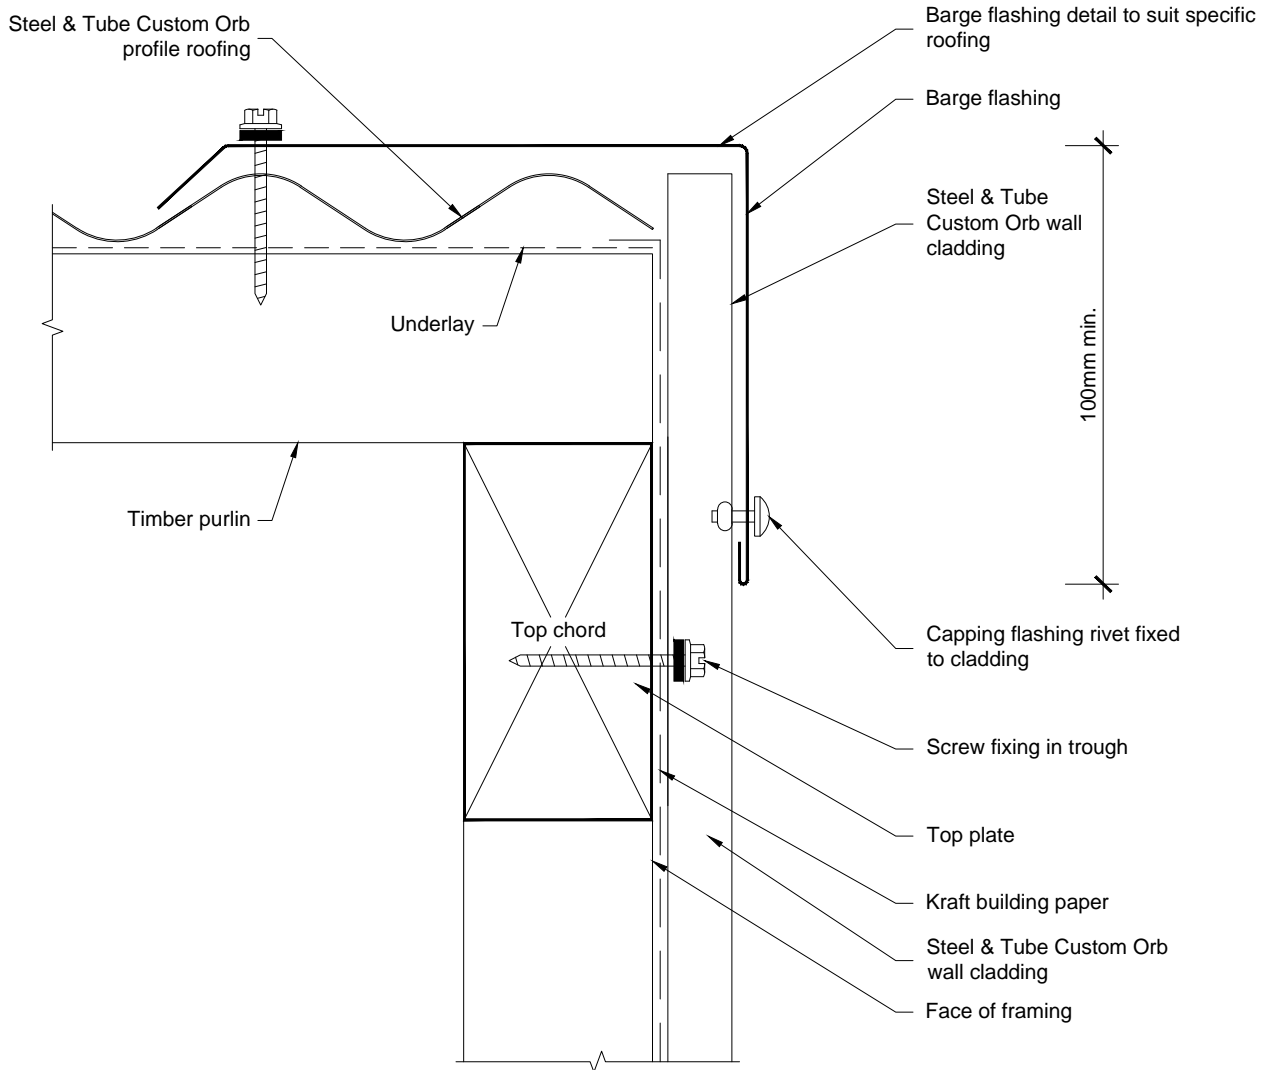 Steel & Tube Custom Orb
profile roofing
Barge flashing detail to suit specific
roofing
Barge flashing
Steel & Tube
Custom Orb wall
cladding
Underlay
100mm min.
Timber purlin
Top chord
Capping flashing rivet fixed
to cladding
Screw fixing in trough
Top plate
Kraft building paper
Steel & Tube Custom Orb
wall cladding
Face of framing